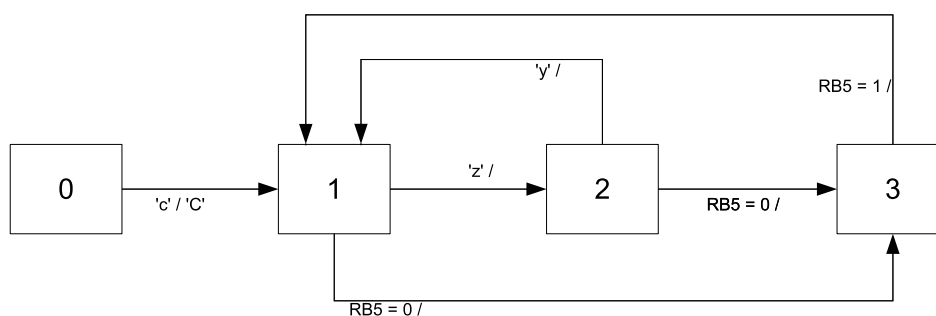 'y' /
RB5 = 1 /
0
'c' / 'C'
1
'z' /
2
RB5 = 0 /
3
RB5 = 0 /